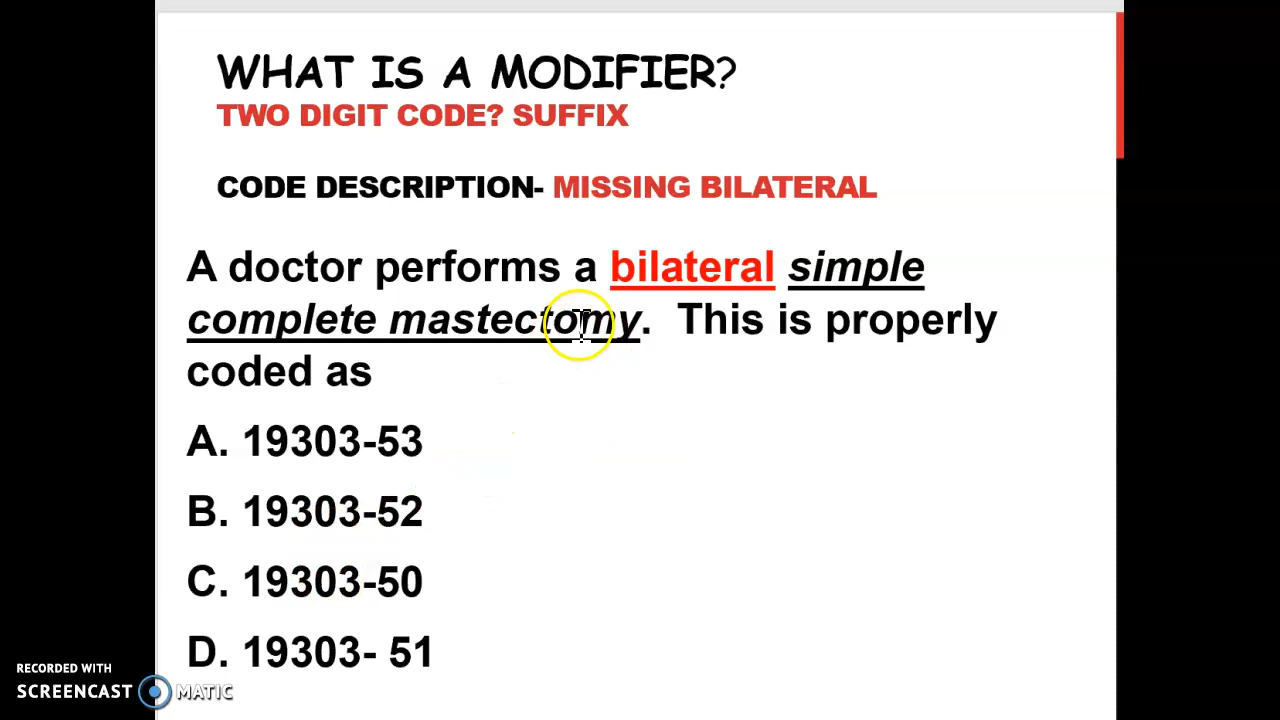 WHAT IS A MODIFIER?
TWO DIGIT CODE? SUFFIX
CODE DESCRIPTION- MISSING BILATERAL
A doctor performs a bilateral simple
complete mastectomy. This is properly
coded as
A. 19303-53
B. 19303-52
C. 19303-50
D. 19303- 51
RECORDED WITH
SCREENCAST MATIC